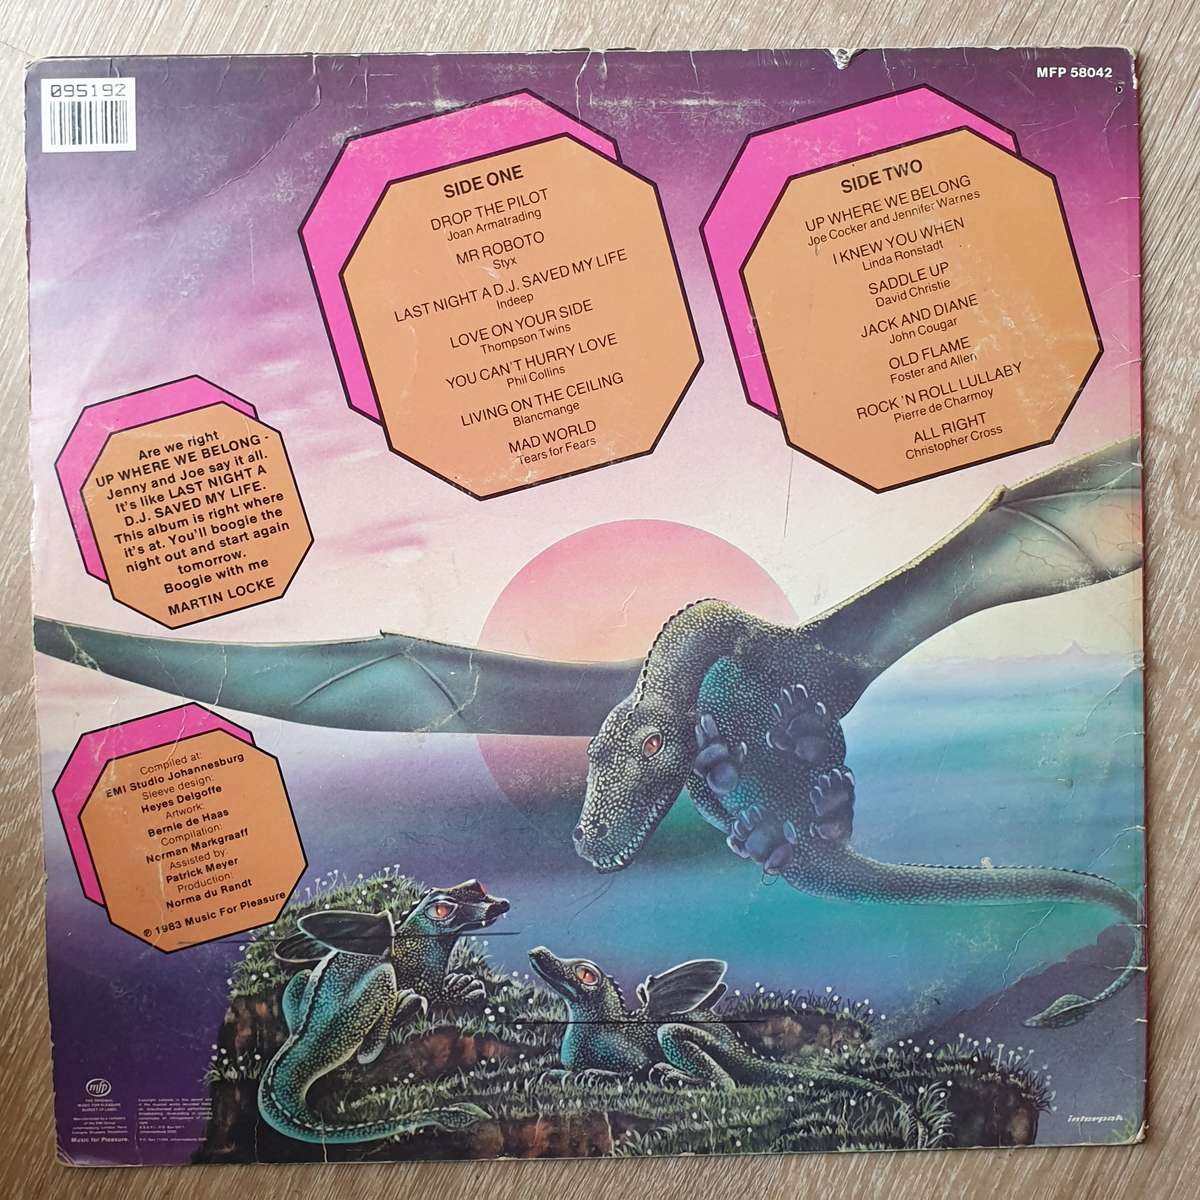 095192
MFP 58042
SIDE ONE
DROP THE PILOT
Joan Armatrading
MR ROBOTO
Styx
LAST NIGHT A D.J. SAVED MY LIFE
Indeep
LOVE ON YOUR SIDE
Thompson Twins
YOU CAN'T HURRY LOVE
Phil Collins
LIVING ON THE CEILING
Blancmange
MAD WORLD
Tears for Fears
SIDE TWO
UP WHERE WE BELONG
Joe Cocker and Jennifer Warnes
I KNEW YOU WHEN
Linda Ronstadt
SADDLE UP
David Christie
JACK AND DIANE
John Cougar
OLD FLAME
Foster and Allen
ROCK 'N ROLL LULLABY
Pierre de Charmoy
ALL RIGHT
Christopher Cross
Are we right
UP WHERE WE BELONG -
Jenny and Joe say it all.
It's like LAST NIGHT A
D.J. SAVED MY LIFE.
This album is right where
it's at. You'll boogie the
night out and start again
tomorrow.
Boogie with me
MARTIN LOCKE
Compiled at:
EMI Studio Johannesburg
Sleeve design:
Heyes Delgoffe
Artwork:
Bernie de Haas
Compilation:
Norman Markgraaff
Assisted by:
Patrick Meyer
Production:
Norma du Randt
℗ 1983 Music For Pleasure
mfp
MUSIC FOR PLEASURE
Music for Pleasure.
interpak